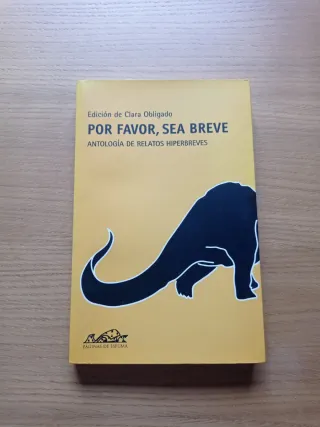 Edición de Clara Obligado
POR FAVOR, SEA BREVE
ANTOLOGÍA DE RELATOS HIPERBREVES
PÁGINAS DE ESPUMA